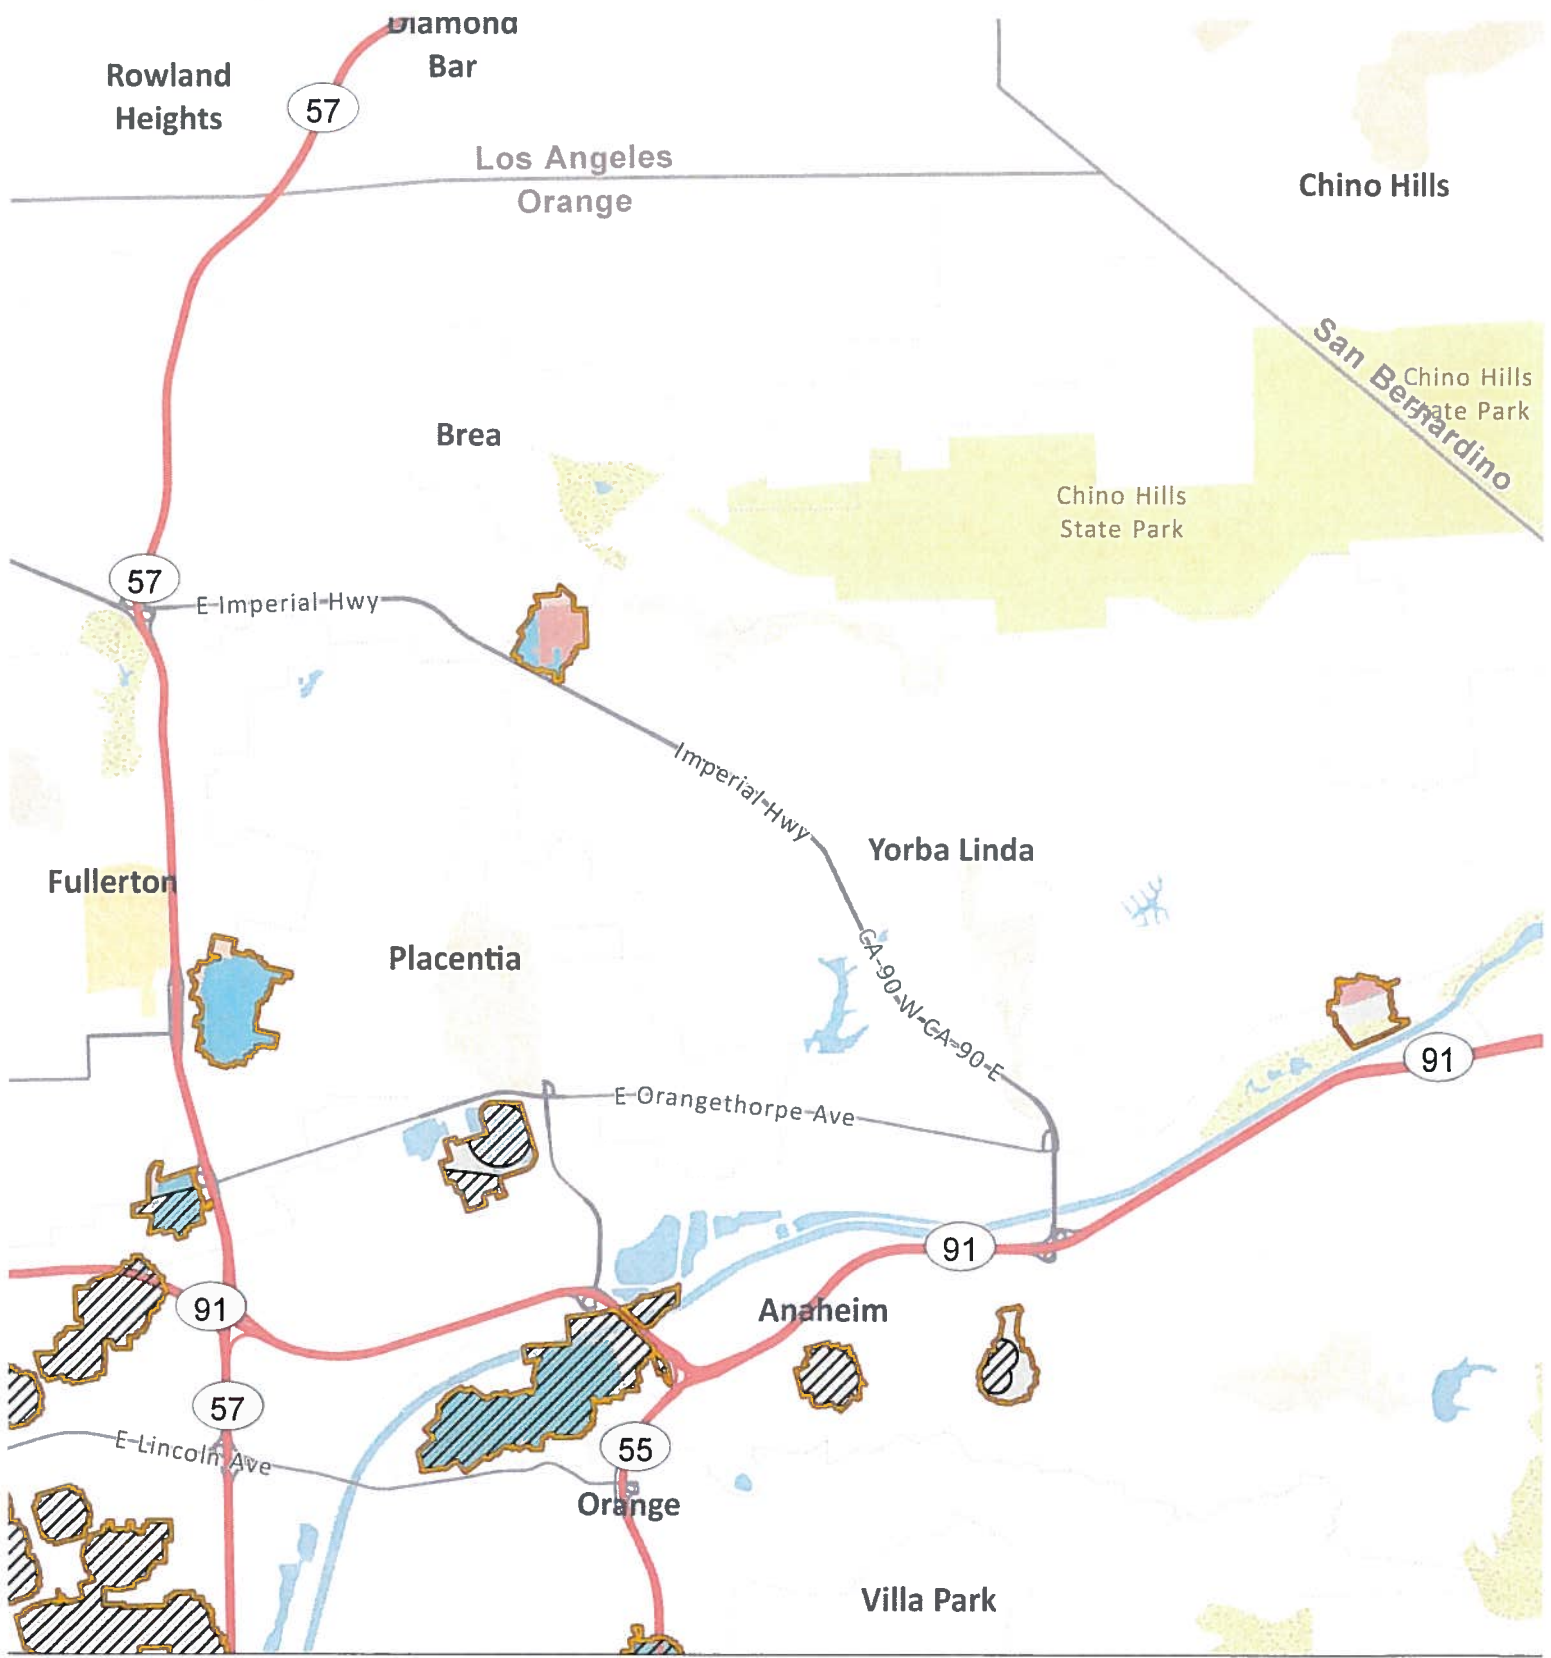 Diamond
Bar
Rowland
Heights
57
Los Angeles
Orange
Chino Hills
San Bernardino
Chino Hills
State Park
Brea
Chino Hills
State Park
57
E Imperial Hwy
Imperial Hwy
Yorba Linda
Fullerton
Placentia
CA-90-W-CA-90-E
91
E Orangethorpe Ave
91
91
Anaheim
57
E Lincoln Ave
55
Orange
Villa Park